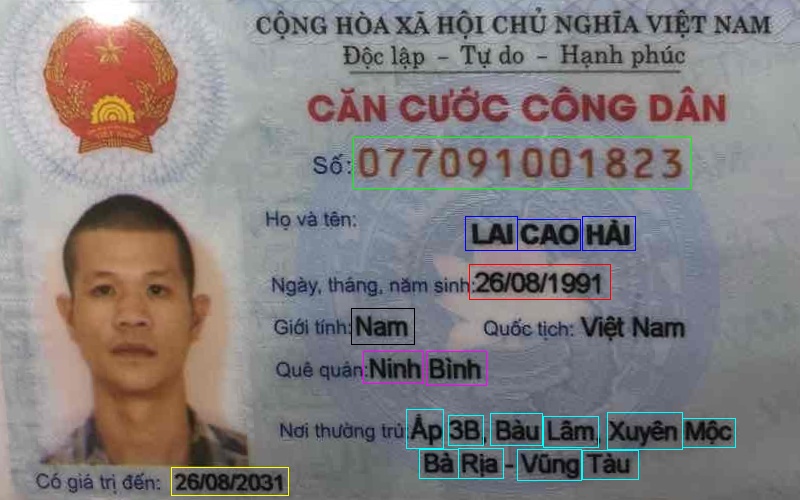 CỘNG HÒA XÃ HỘI CHỦ NGHĨA VIỆT NAM
Độc lập - Tự do - Hạnh phúc
CĂN CƯỚC CÔNG DÂN
Số: 077091001823
Họ và tên:
LAI CAO HẢI
Ngày, tháng, năm sinh: 26/08/1991
Giới tính: Nam Quốc tịch: Việt Nam
Quê quán: Ninh Bình
Nơi thường trú: Ấp 3B, Bàu Lâm, Xuyên Mộc
Bà Rịa - Vũng Tàu
Có giá trị đến: 26/08/2031